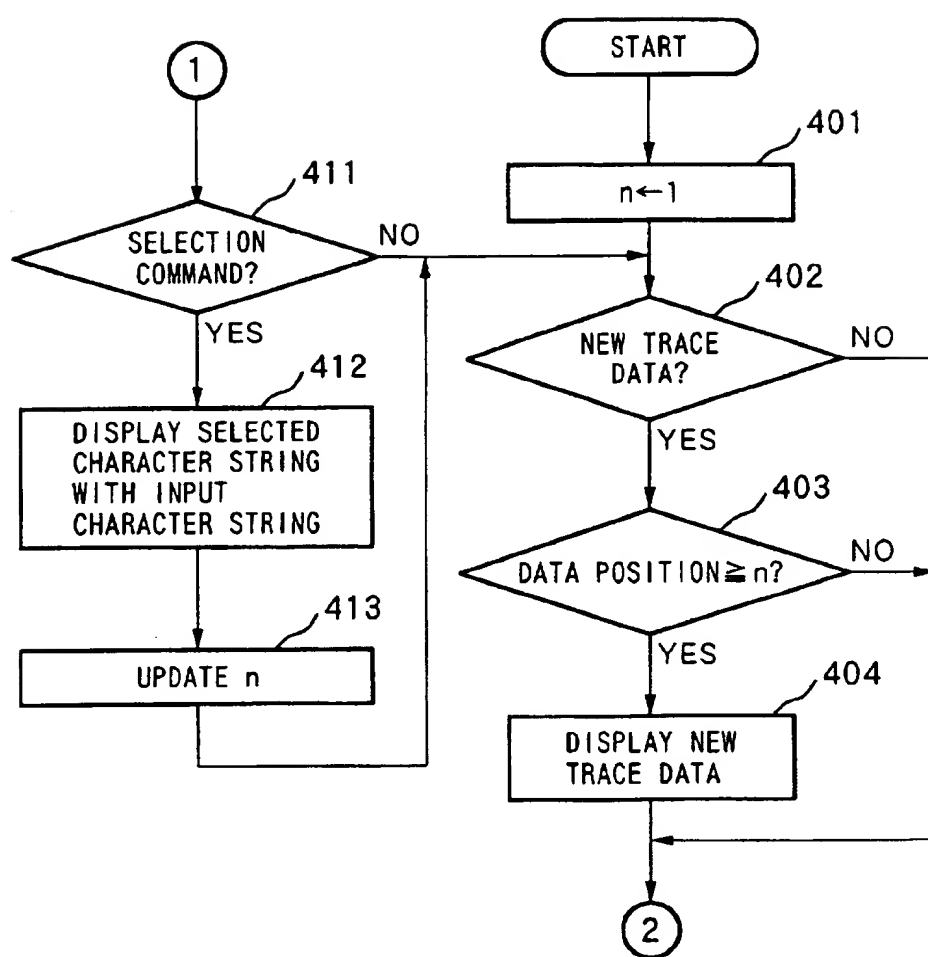 1
411
SELECTION
COMMAND?
NO
YES
412
DISPLAY SELECTED
CHARACTER STRING
WITH INPUT
CHARACTER STRING
413
UPDATE n
START
401
n←1
402
NEW TRACE
DATA?
NO
YES
403
DATA POSITION≧n?
NO
YES
404
DISPLAY NEW
TRACE DATA
2